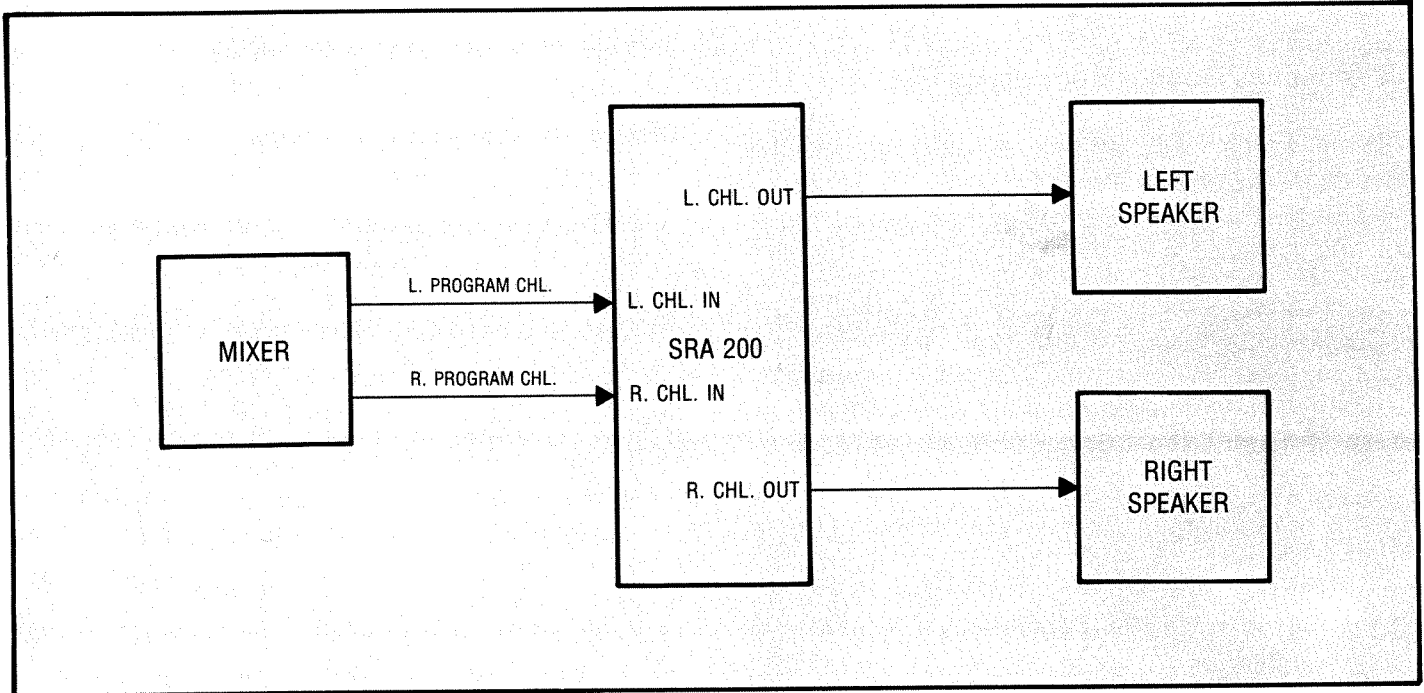 L. CHL. OUT
LEFT
SPEAKER
L. PROGRAM CHL.
L. CHL. IN
MIXER
SRA 200
R. PROGRAM CHL.
R. CHL. IN
R. CHL. OUT
RIGHT
SPEAKER